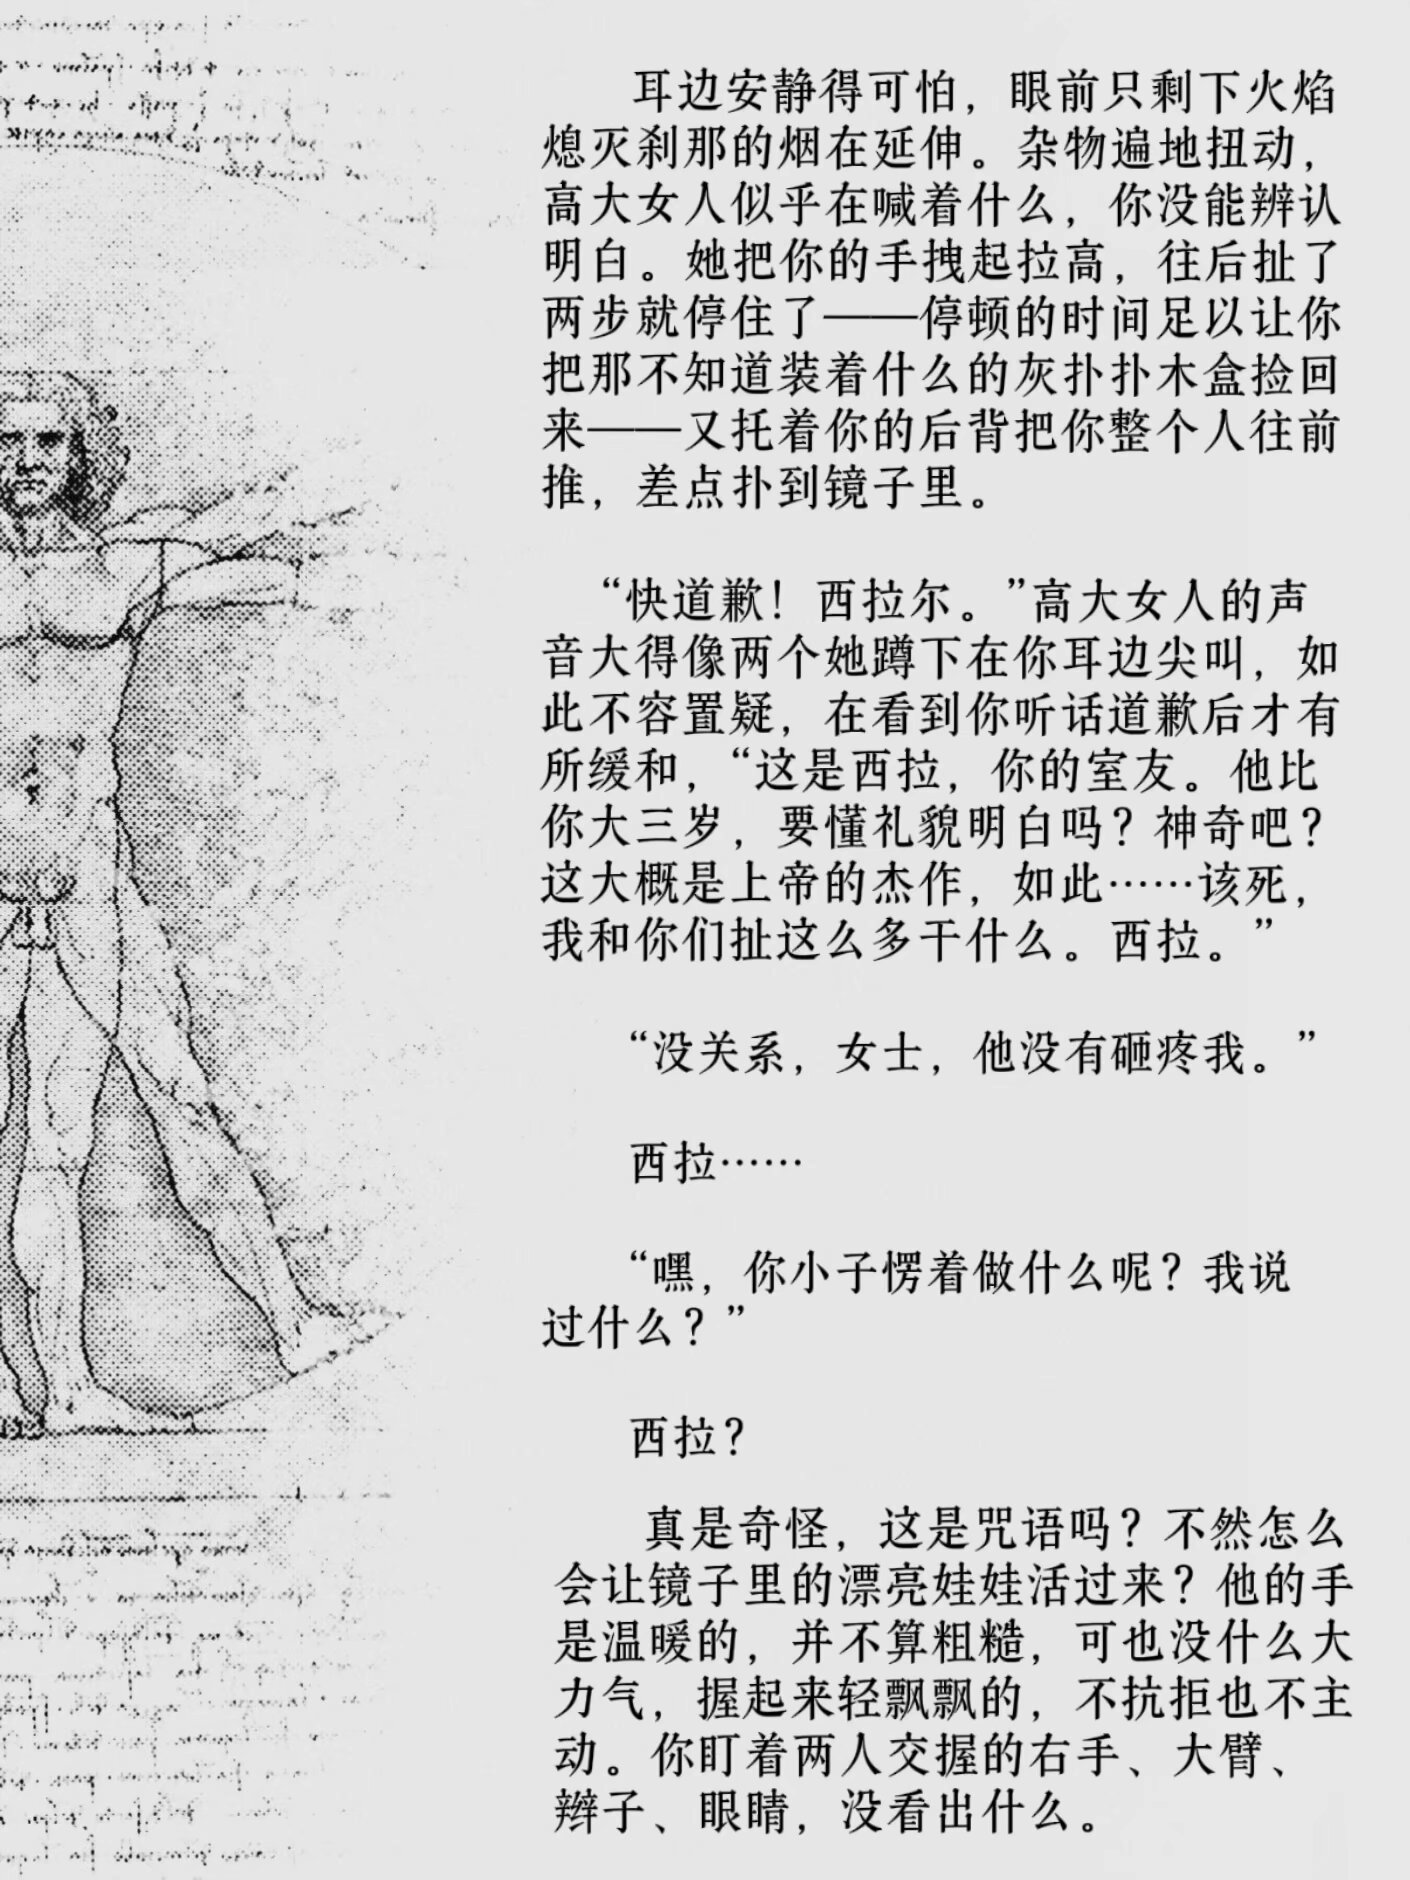 耳边安静得可怕，眼前只剩下火焰
熄灭刹那的烟在延伸。杂物遍地扭动，
高大女人似乎在喊着什么，你没能辨认
明白。她把你的手拽起拉高，往后扯了
两步就停住了——停顿的时间足以让你
把那不知道装着什么的灰扑扑木盒捡回
来——又托着你的后背把你整个人往前
推，差点扑到镜子里。
“快道歉！西拉尔。”高大女人的声
音大得像两个她蹲下在你耳边尖叫，如
此不容置疑，在看到你听话道歉后才有
所缓和，“这是西拉，你的室友。他比
你大三岁，要懂礼貌明白吗？神奇吧？
这大概是上帝的杰作，如此……该死，
我和你们扯这么多干什么。西拉。”
“没关系，女士，他没有砸疼我。”
西拉……
“嘿，你小子愣着做什么呢？我说
过什么？”
西拉？
真是奇怪，这是咒语吗？不然怎么
会让镜子里的漂亮娃娃活过来？他的手
是温暖的，并不算粗糙，可也没什么大
力气，握起来轻飘飘的，不抗拒也不主
动。你盯着两人交握的右手、大臂、
辫子、眼睛，没看出什么。